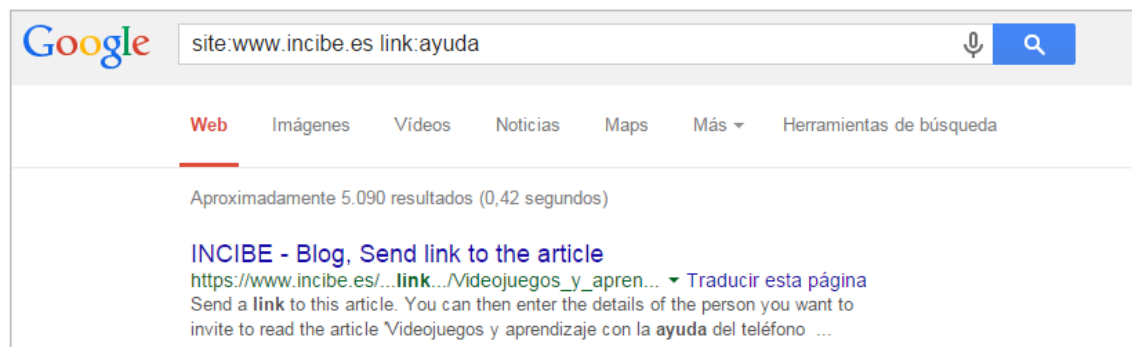 Google site:www.incibe.es link:ayuda
Web Imágenes Vídeos Noticias Maps Más Herramientas de búsqueda
Aproximadamente 5.090 resultados (0,42 segundos)
INCIBE - Blog, Send link to the article
https://www.incibe.es/...link.../Videojuegos_y_apren... Traducir esta página
Send a link to this article. You can then enter the details of the person you want to
invite to read the article 'Videojuegos y aprendizaje con la ayuda del teléfono ...